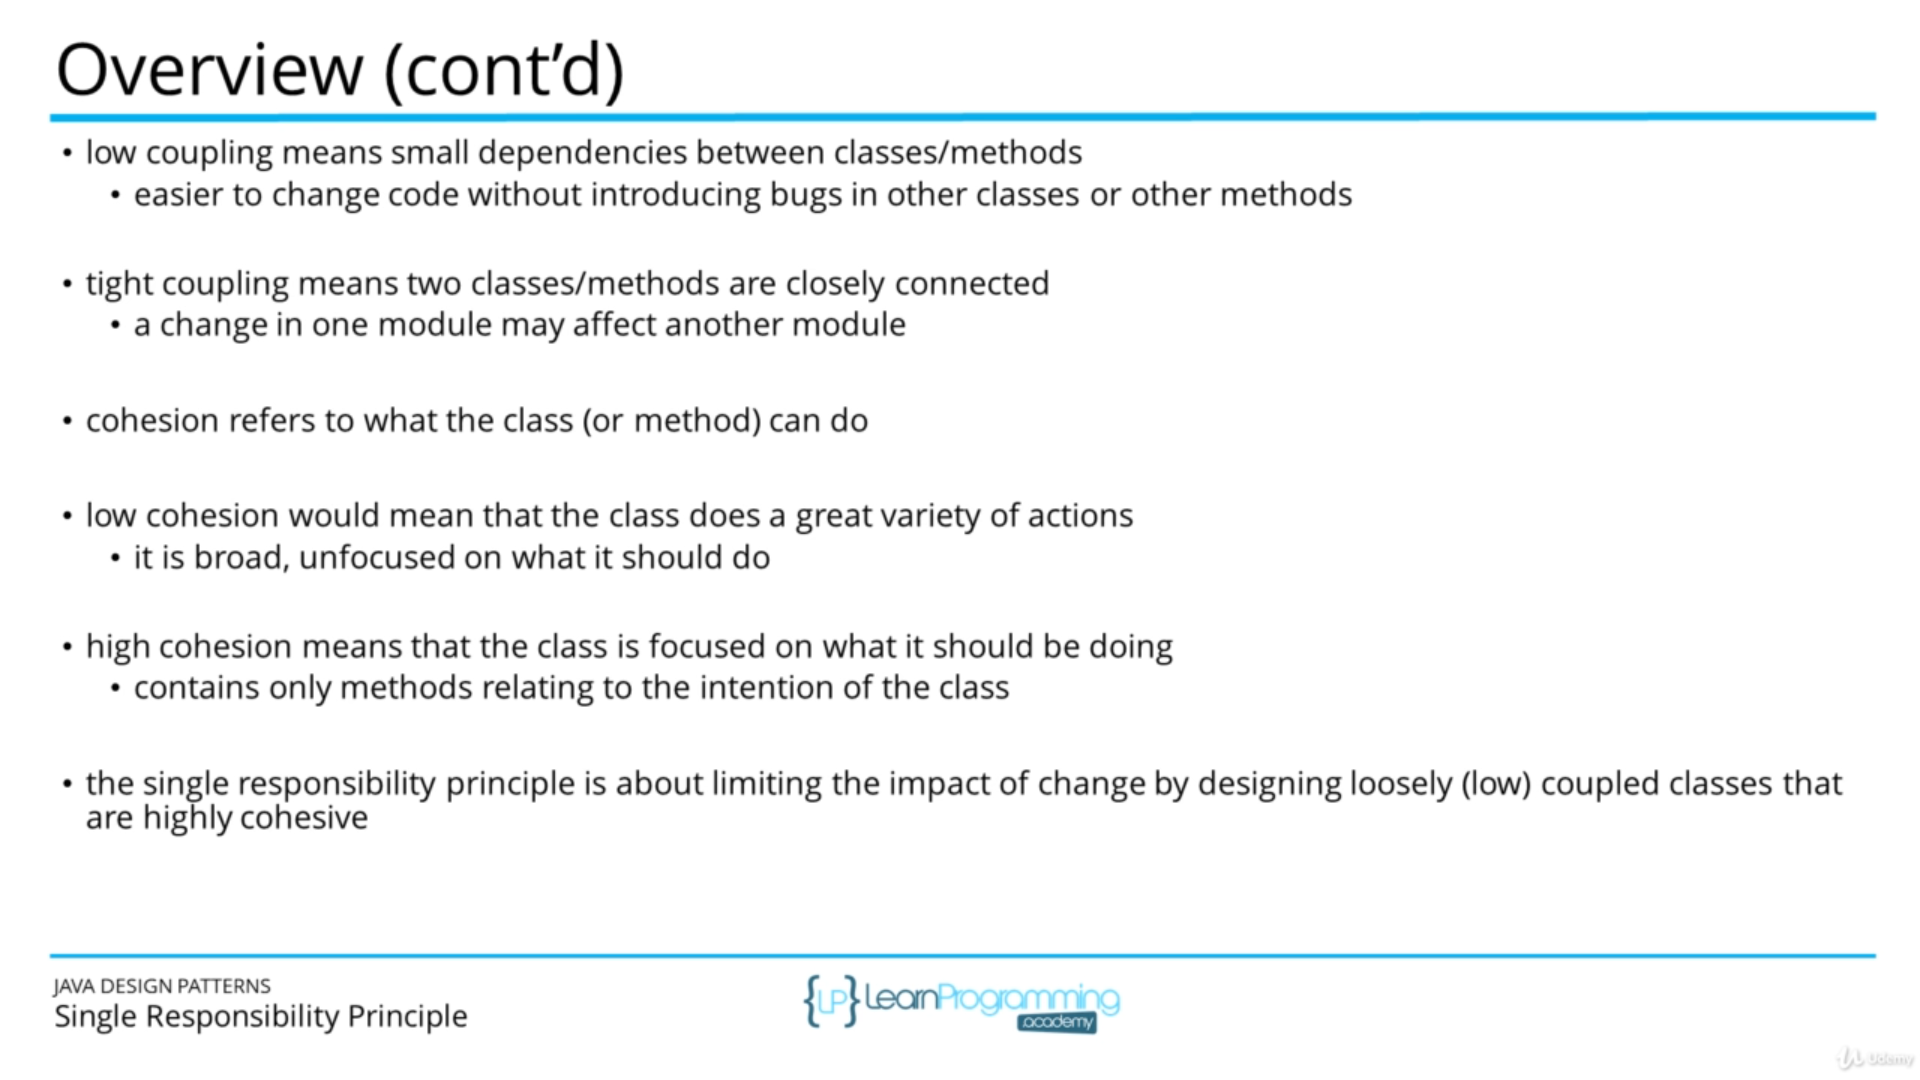 Overview (cont’d)
• low coupling means small dependencies between classes/methods
• easier to change code without introducing bugs in other classes or other methods
• tight coupling means two classes/methods are closely connected
• a change in one module may affect another module
• cohesion refers to what the class (or method) can do
• low cohesion would mean that the class does a great variety of actions
• it is broad, unfocused on what it should do
• high cohesion means that the class is focused on what it should be doing
• contains only methods relating to the intention of the class
• the single responsibility principle is about limiting the impact of change by designing loosely (low) coupled classes that
are highly cohesive
JAVA DESIGN PATTERNS
Single Responsibility Principle
{LP} LearnProgramming
.academy
Udemy